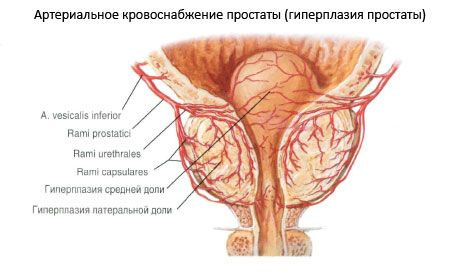 Артериальное кровоснабжение простаты (гиперплазия простаты)
A. vesicalis inferior
Rami prostatici
Rami urethrales
Rami capsulares
Гиперплазия средней доли
Гиперплазия латеральной доли